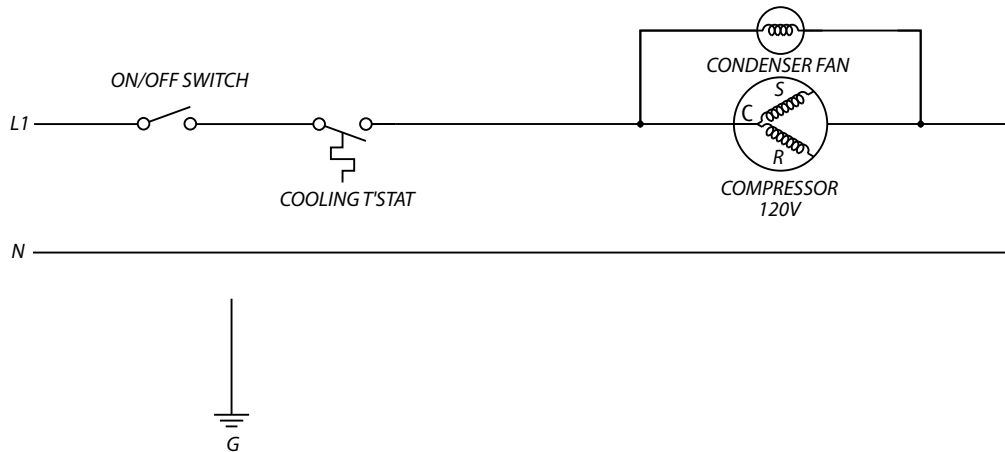 CONDENSER FAN
ON/OFF SWITCH
S
C
L1
R
COOLING T'STAT
COMPRESSOR
120V
N
G